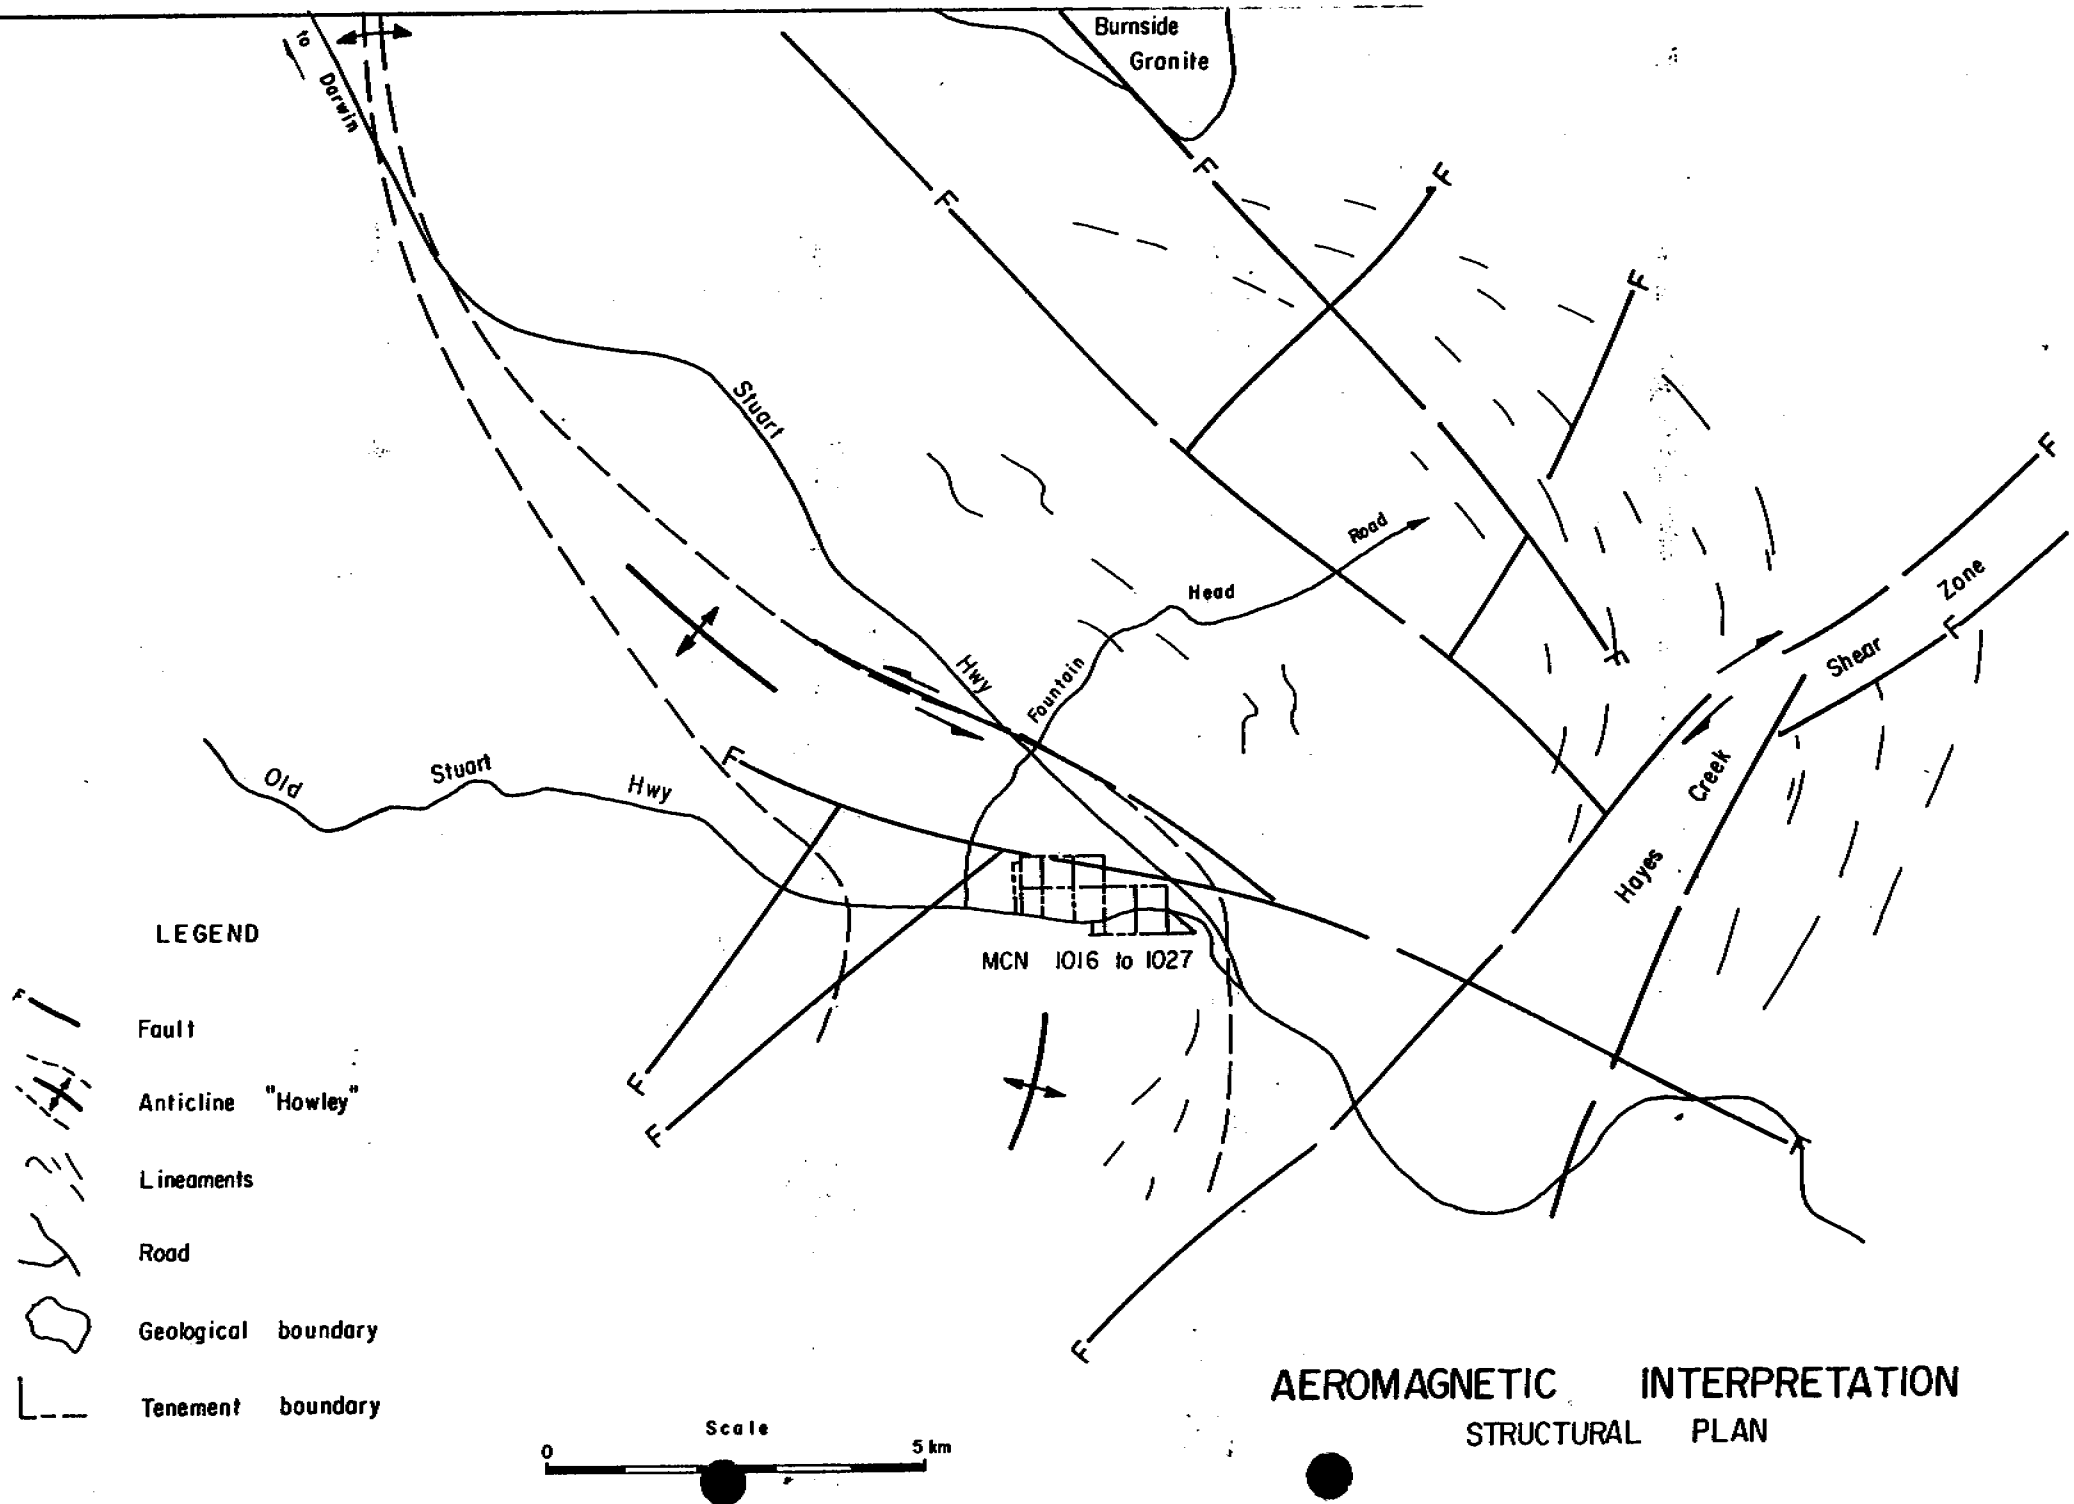 Burnside
Granite
to
Darwin
F
F
F
F
Stuart
F
Road
Head
Zone
F
Shear
F
Hwy
Fountain
F
Old
Stuart
Hwy
Creek
Hayes
MCN 1016 to 1027
F
F
F
F
LEGEND
F
Fault
Anticline "Howley"
Lineaments
Road
Geological boundary
Tenement boundary
Scale
0
5 km
AEROMAGNETIC INTERPRETATION
STRUCTURAL PLAN